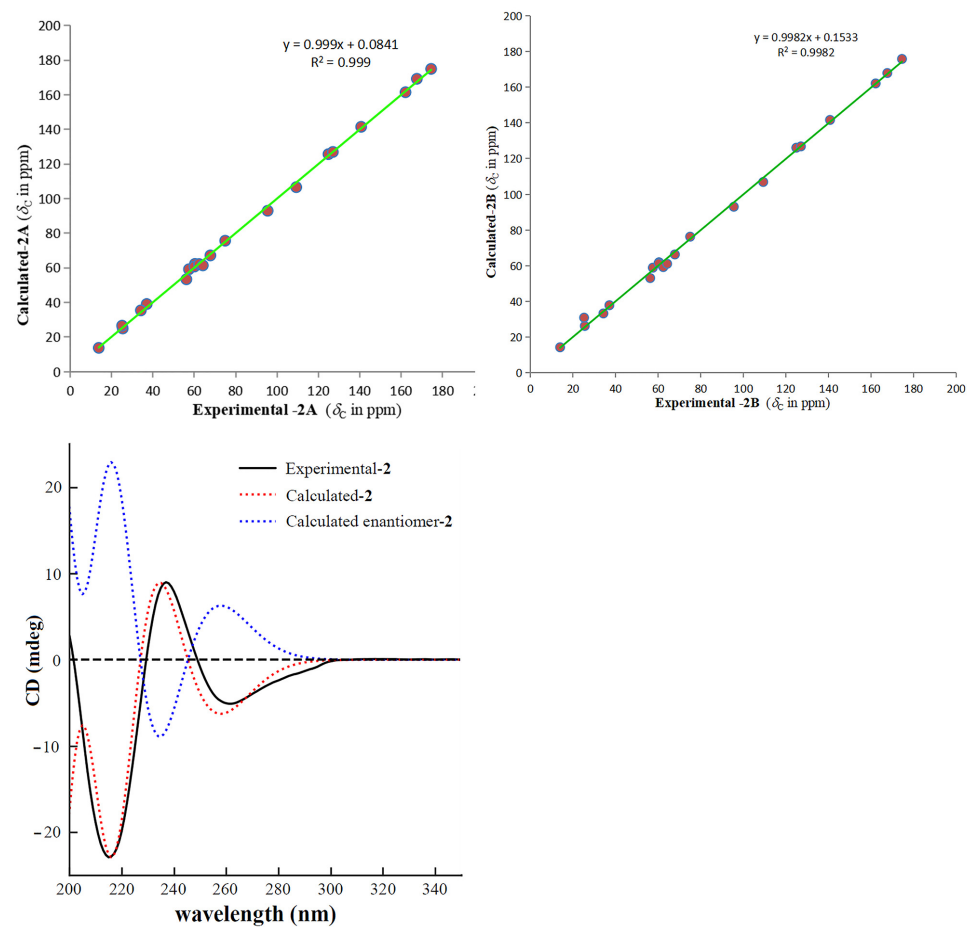 y = 0.999x + 0.0841
R² = 0.999
200
180
160
140
120
100
80
60
40
20
0
Calculated-2A (δC in ppm)
0 20 40 60 80 100 120 140 160 180
Experimental -2A (δC in ppm)
y = 0.9982x + 0.1533
R² = 0.9982
200
180
160
140
120
100
80
60
40
20
0
Calculated-2B (δC in ppm)
0 20 40 60 80 100 120 140 160 180 200
Experimental -2B (δC in ppm)
Experimental-2
Calculated-2
Calculated enantiomer-2
20
10
0
−10
−20
CD (mdeg)
200 220 240 260 280 300 320 340
wavelength (nm)